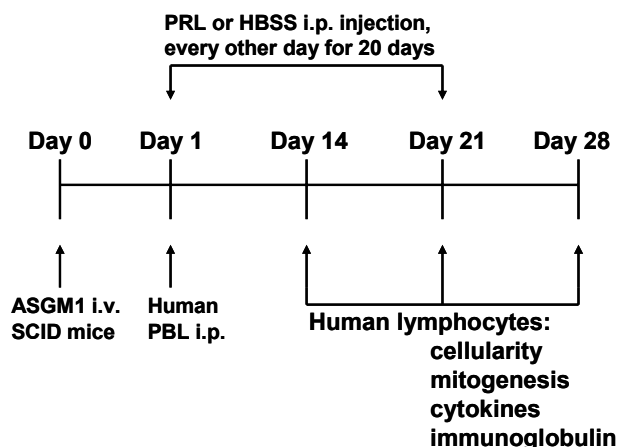 PRL or HBSS i.p. injection,
every other day for 20 days
Day 0 Day 1 Day 14 Day 21 Day 28
ASGM1 i.v.
SCID mice
Human
PBL i.p.
Human lymphocytes:
cellularity
mitogenesis
cytokines
immunoglobulin